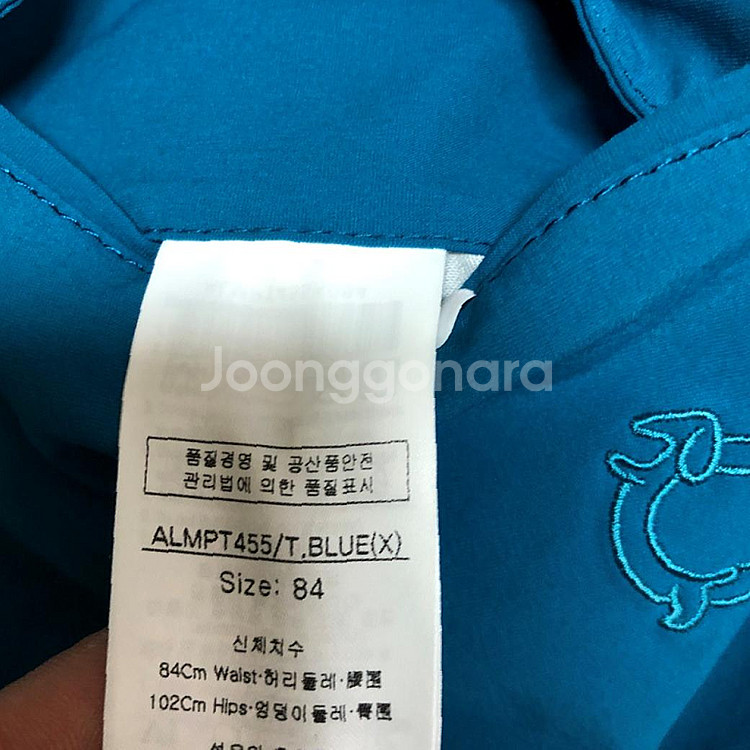 Joonggonara
품질경영 및 공산품안전
관리법에 의한 품질표시
ALMPT455/T.BLUE(X)
Size: 84
신체치수
84Cm Waist·허리둘레·腰围
102Cm Hips·엉덩이둘레·臀围